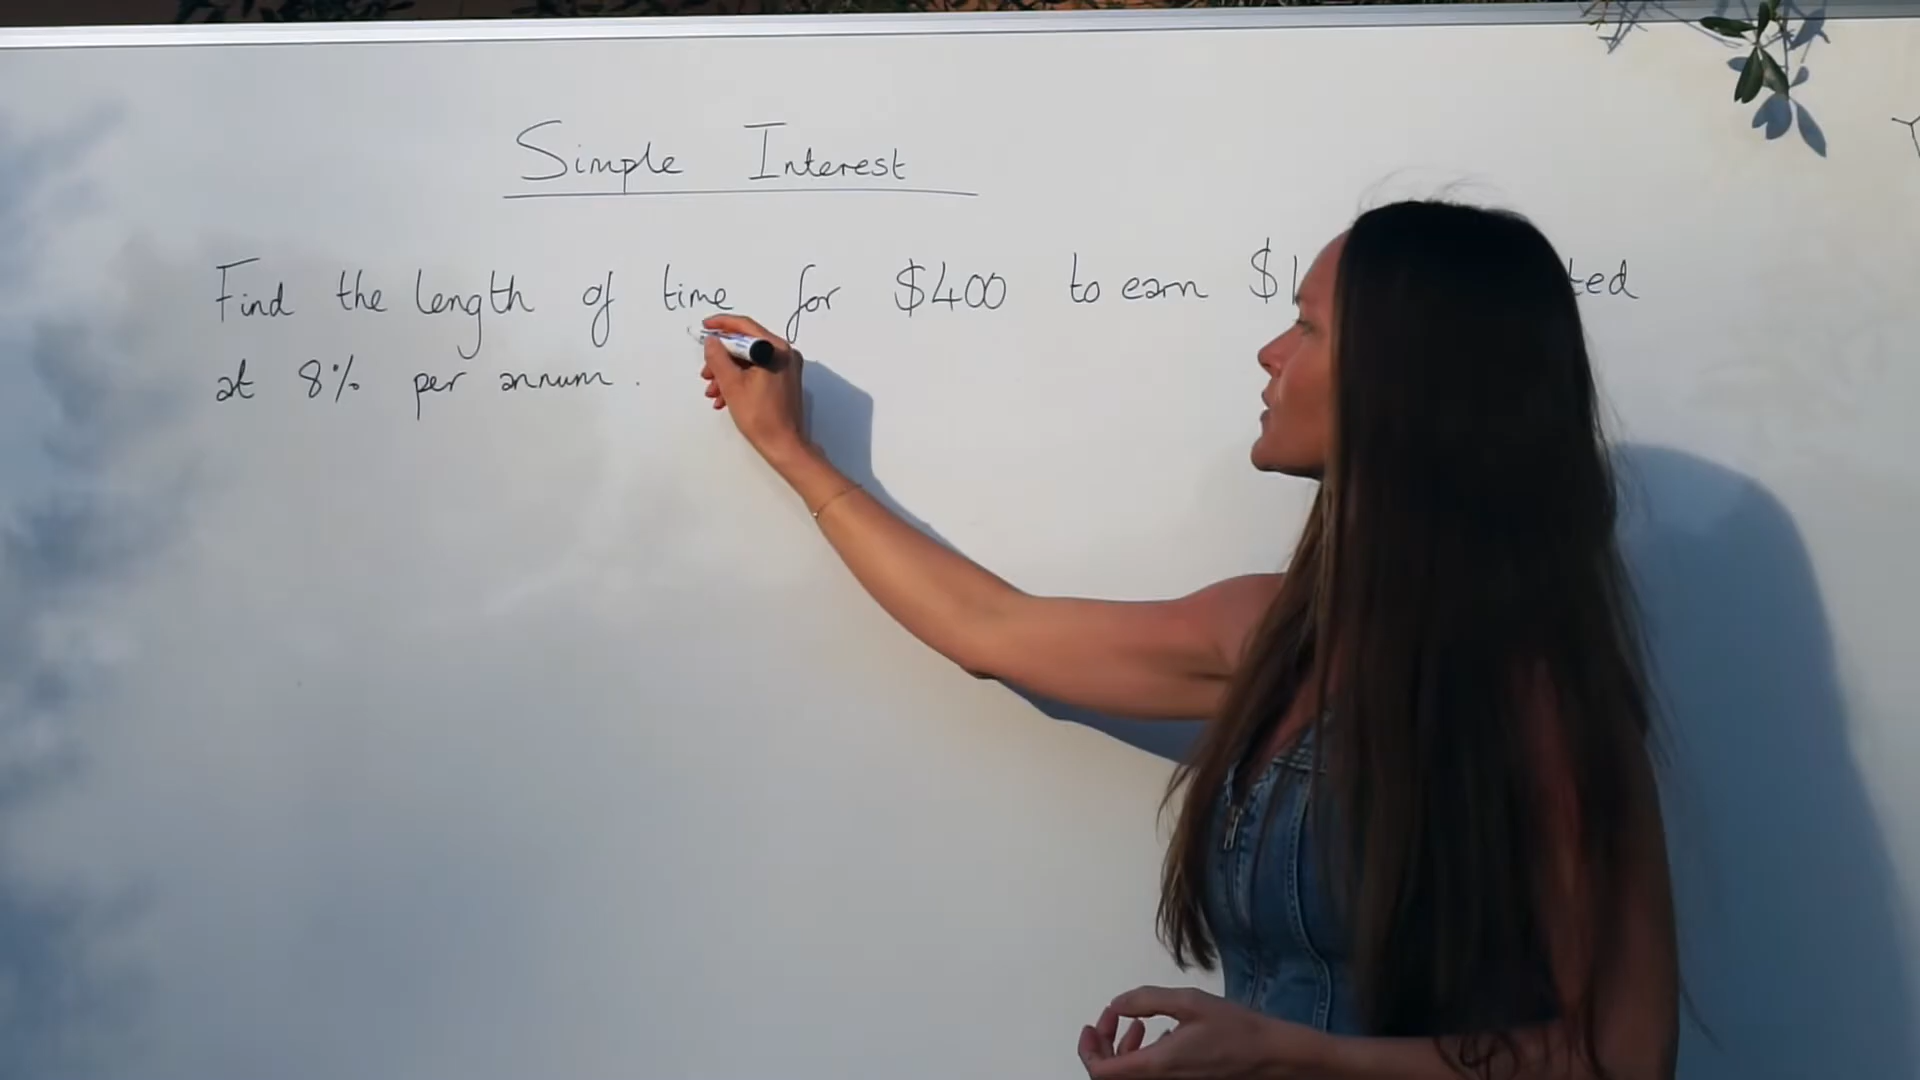 Simple Interest
Find the length of time for $400 to earn
at 8% per annum.